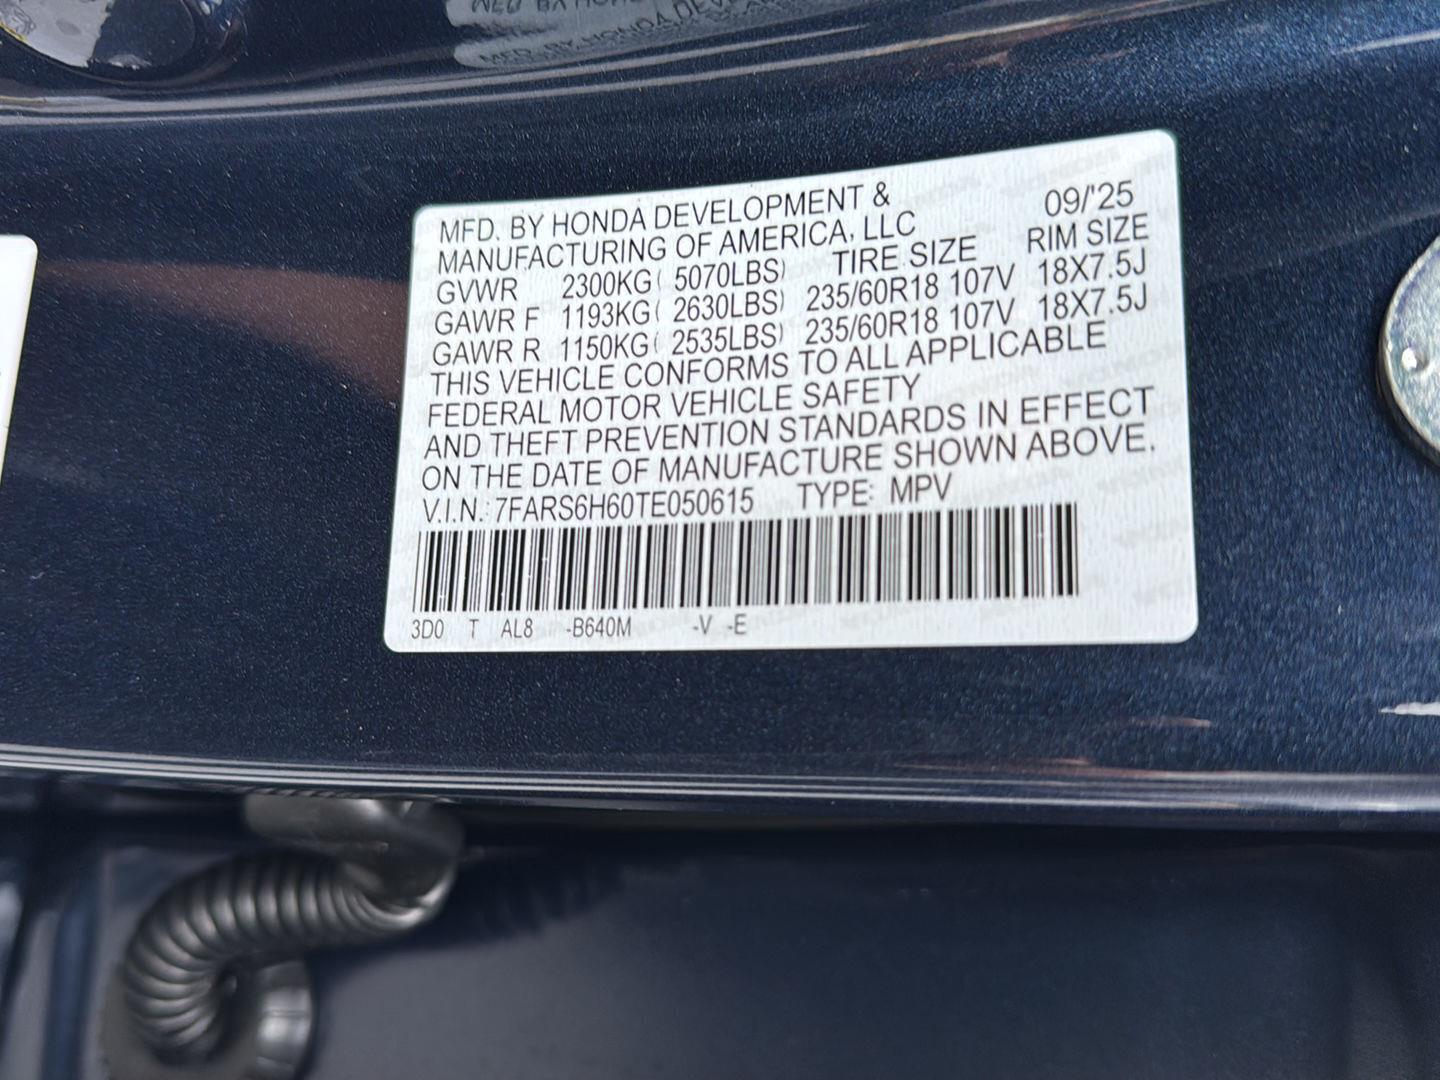 MFD. BY HONDA DEVELOPMENT & 09/'25
MANUFACTURING OF AMERICA, LLC
TIRE SIZE RIM SIZE
GVWR 2300KG( 5070LBS)
GAWR F 1193KG( 2630LBS) 235/60R18 107V 18X7.5J
GAWR R 1150KG( 2535LBS) 235/60R18 107V 18X7.5J
THIS VEHICLE CONFORMS TO ALL APPLICABLE
FEDERAL MOTOR VEHICLE SAFETY
AND THEFT PREVENTION STANDARDS IN EFFECT
ON THE DATE OF MANUFACTURE SHOWN ABOVE.
V.I.N.: 7FARS6H60TE050615 TYPE: MPV
3D0 T AL8 -B640M -V -E